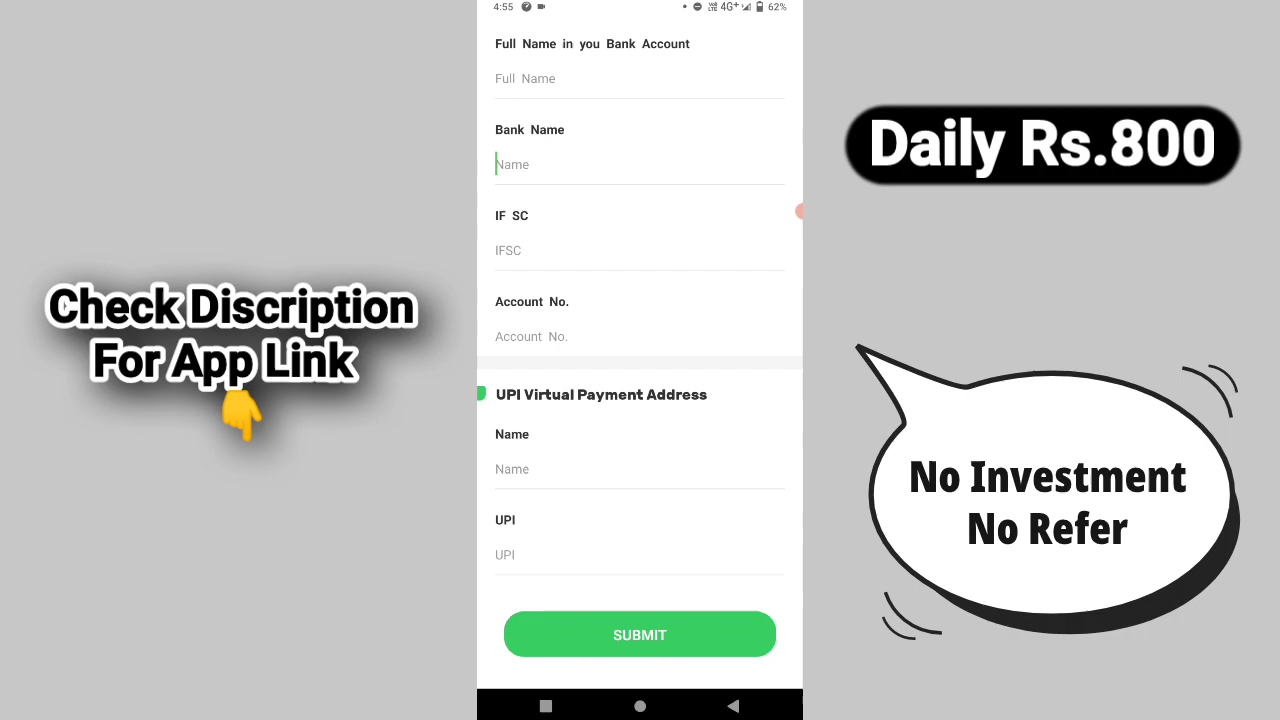 4:55
4G+ 62%
Full Name in you Bank Account
Full Name
Bank Name
Name
IF SC
IFSC
Account No.
Account No.
UPI Virtual Payment Address
Name
Name
UPI
UPI
SUBMIT
Check Discription
For App Link
Daily Rs.800
No Investment
No Refer